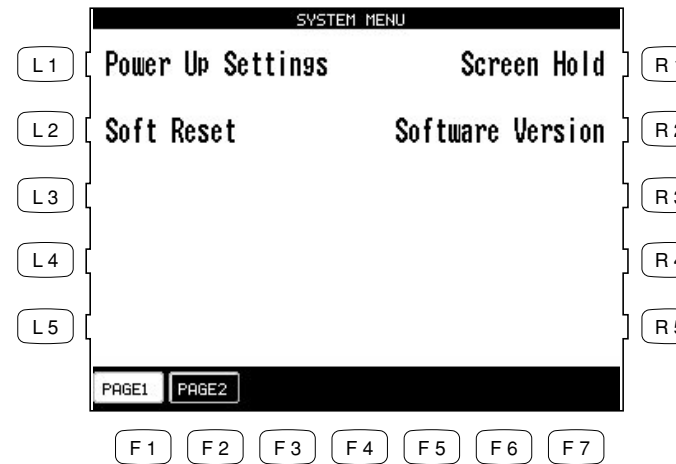 SYSTEM MENU
L1 Power Up Settings Screen Hold R
L2 Soft Reset Software Version R
L3 R
L4 R
L5 R
PAGE1 PAGE2
F1 F2 F3 F4 F5 F6 F7